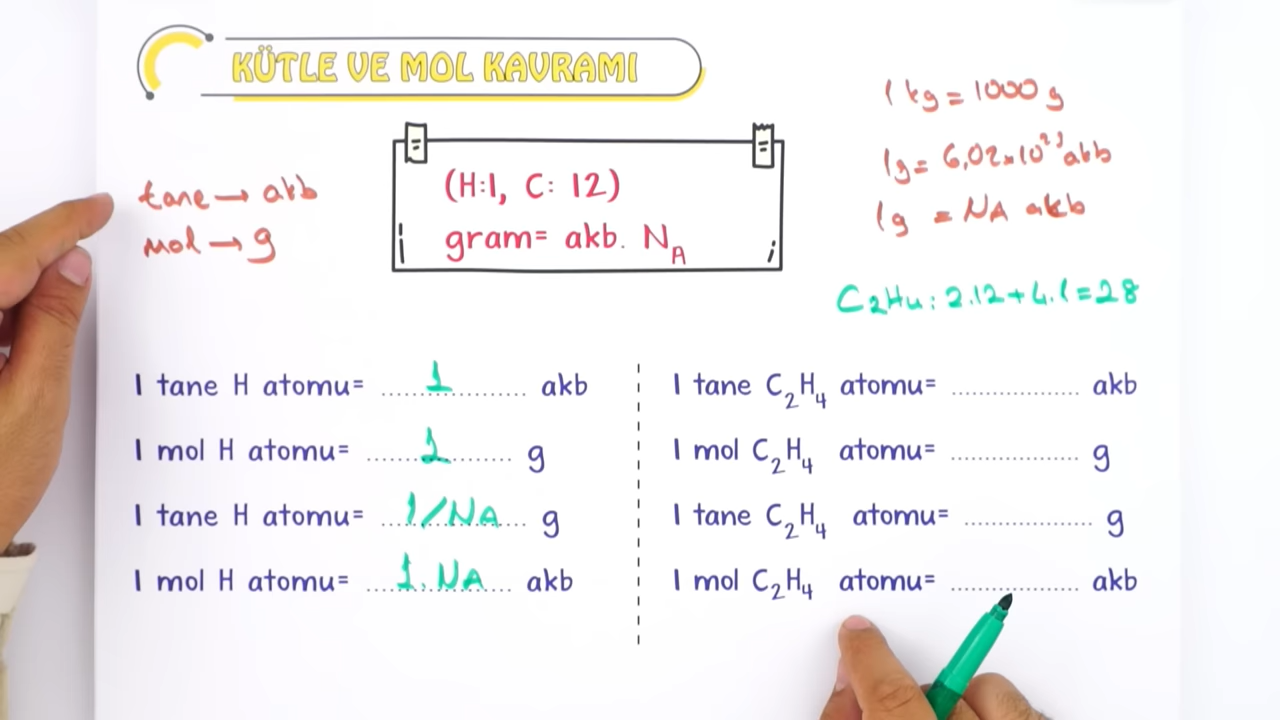 KÜTLE VE MOL KAVRAMI
1 kg = 1000 g
1g = 6,02x10²³ akb
1g = NA akb
tane → akb
mol → g
(H:1, C: 12)
gram= akb. N_A
C₂H₄: 2.12+4.1=28
1 tane H atomu= ........1........ akb
1 mol H atomu= ........1........ g
1 tane H atomu= ...1/NA... g
1 mol H atomu= ...1.NA... akb
1 tane C₂H₄ atomu= .................. akb
1 mol C₂H₄ atomu= .................. g
1 tane C₂H₄ atomu= .................. g
1 mol C₂H₄ atomu= .................. akb